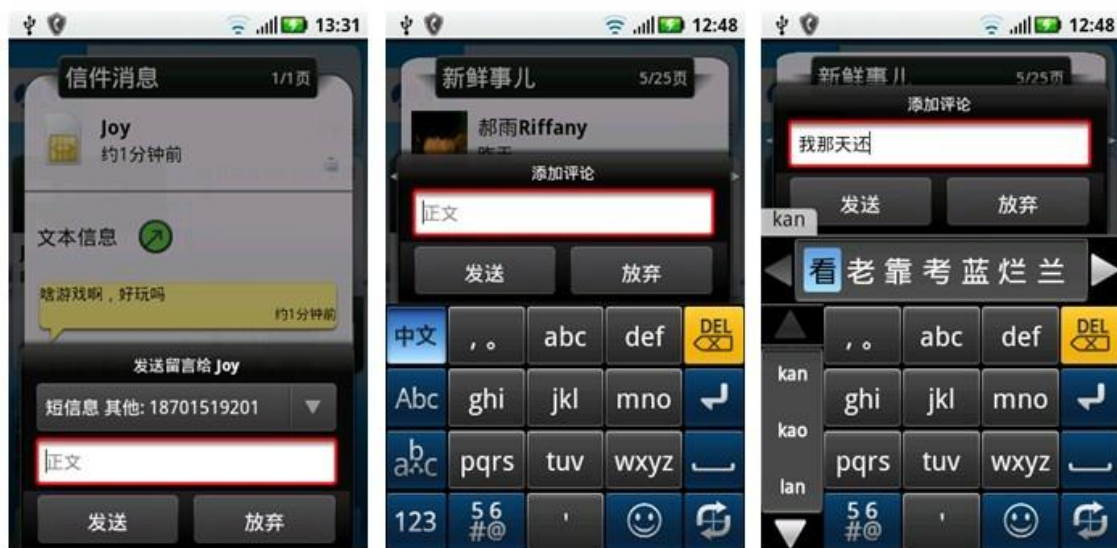 13:31
信件消息 1/1页
Joy
约1分钟前
文本信息
啥游戏啊，好玩吗
约1分钟前
发送留言给 Joy
短信息 其他: 18701519201
正文
发送 放弃
12:48
新鲜事儿 5/25页
郝雨Riffany
昨天
添加评论
正文
发送 放弃
中文 ，。 abc def DEL
Abc ghi jkl mno
abc pqrs tuv wxyz
123 56#@ '
12:48
新鲜事儿 5/25页
添加评论
我那天还
发送 放弃
kan
看 老 靠 考 蓝 烂 兰
，。 abc def DEL
kan
ghi jkl mno
kao
pqrs tuv wxyz
lan
56#@ '